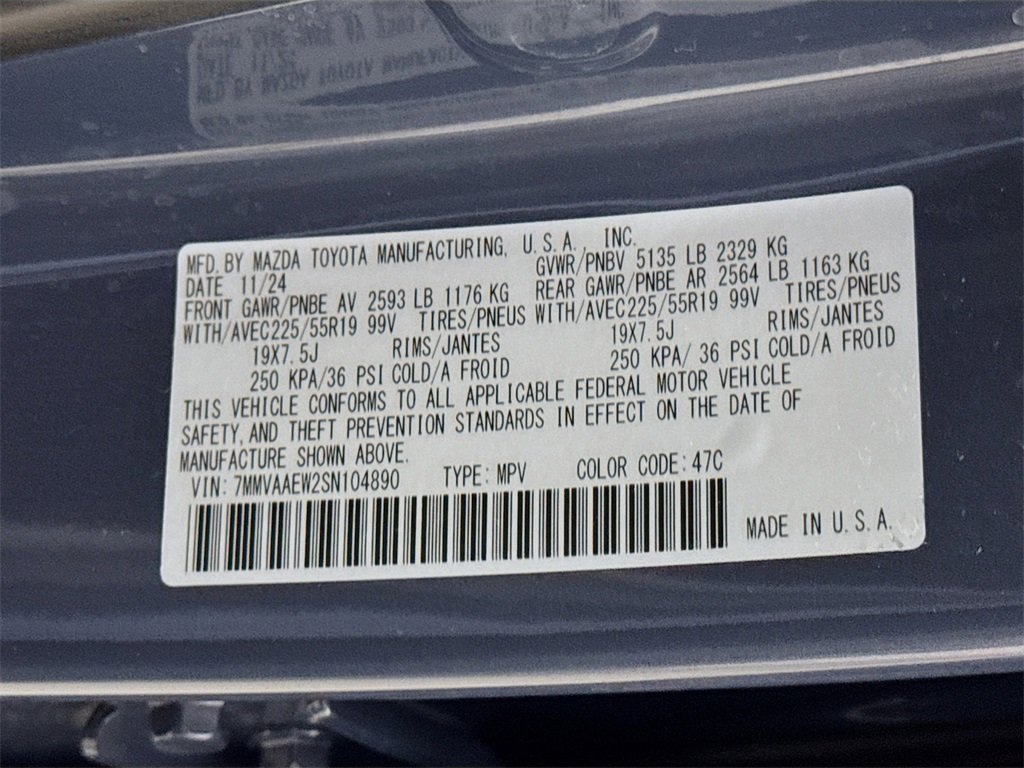 MFD. BY MAZDA TOYOTA MANUFACTURING, U.S.A., INC.
DATE 11/24 GVWR/PNBV 5135 LB 2329 KG
FRONT GAWR/PNBE AV 2593 LB 1176 KG REAR GAWR/PNBE AR 2564 LB 1163 KG
WITH/AVEC225/55R19 99V TIRES/PNEUS WITH/AVEC225/55R19 99V TIRES/PNEUS
19X7.5J RIMS/JANTES 19X7.5J RIMS/JANTES
250 KPA/36 PSI COLD/A FROID 250 KPA/ 36 PSI COLD/A FROID
THIS VEHICLE CONFORMS TO ALL APPLICABLE FEDERAL MOTOR VEHICLE
SAFETY, AND THEFT PREVENTION STANDARDS IN EFFECT ON THE DATE OF
MANUFACTURE SHOWN ABOVE.
VIN: 7MMVAAEW2SN104890 TYPE: MPV COLOR CODE: 47C
MADE IN U.S.A.